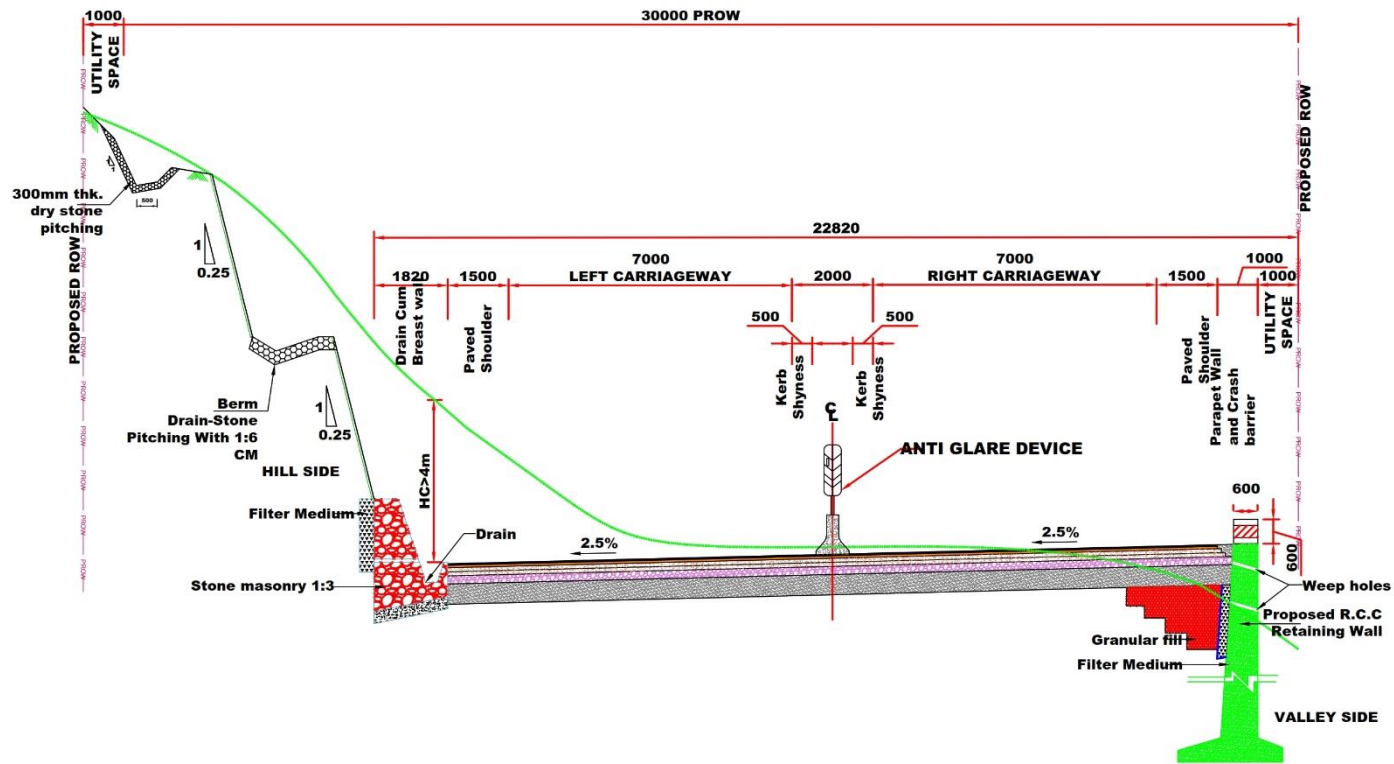 1000
30000 PROW
UTILITY
SPACE
PROW
PROPOSED ROW
PROPOSED ROW
300mm thk.
dry stone
pitching
500
1
0.25
22820
1820
1500
7000
LEFT CARRIAGEWAY
2000
7000
RIGHT CARRIAGEWAY
1500
1000
1000
Drain Cum
Breast wall
Paved
Shoulder
500
500
Kerb
Shyness
Kerb
Shyness
Paved
Shoulder
Parapet Wall
and Crash
barrier
UTILITY
SPACE
CL
Berm
Drain-Stone
Pitching With 1:6
CM
1
0.25
HILL SIDE
HC>4m
ANTI GLARE DEVICE
Filter Medium
Drain
2.5%
2.5%
600
600
Stone masonry 1:3
Weep holes
Proposed R.C.C
Retaining Wall
Granular fill
Filter Medium
VALLEY SIDE